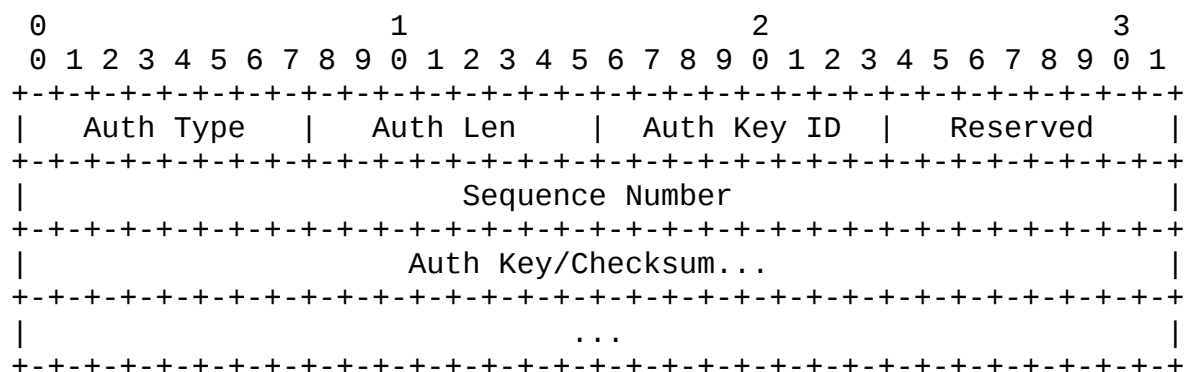 0                   1                   2                   3
 0 1 2 3 4 5 6 7 8 9 0 1 2 3 4 5 6 7 8 9 0 1 2 3 4 5 6 7 8 9 0 1
+-+-+-+-+-+-+-+-+-+-+-+-+-+-+-+-+-+-+-+-+-+-+-+-+-+-+-+-+-+-+-+-+
|   Auth Type   |   Auth Len    |  Auth Key ID  |   Reserved    |
+-+-+-+-+-+-+-+-+-+-+-+-+-+-+-+-+-+-+-+-+-+-+-+-+-+-+-+-+-+-+-+-+
|                        Sequence Number                        |
+-+-+-+-+-+-+-+-+-+-+-+-+-+-+-+-+-+-+-+-+-+-+-+-+-+-+-+-+-+-+-+-+
|                     Auth Key/Checksum...                      |
+-+-+-+-+-+-+-+-+-+-+-+-+-+-+-+-+-+-+-+-+-+-+-+-+-+-+-+-+-+-+-+-+
|                              ...                              |
+-+-+-+-+-+-+-+-+-+-+-+-+-+-+-+-+-+-+-+-+-+-+-+-+-+-+-+-+-+-+-+-+